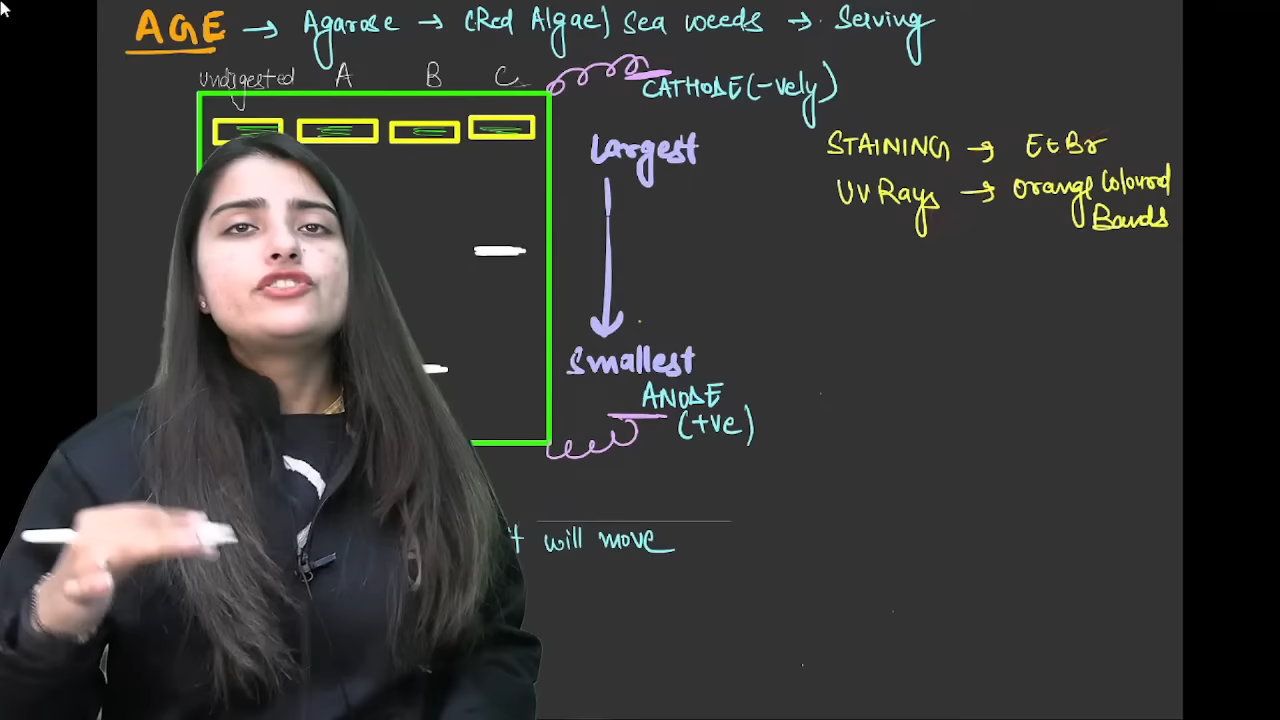 AGE → Agarose → (Red Algae) Sea weeds → Serving
undigested A B C
CATHODE (-vely)
Largest
STAINING → EtBr
UV Rays → Orange Coloured
Bands
Smallest
ANODE
(+ve)
will move